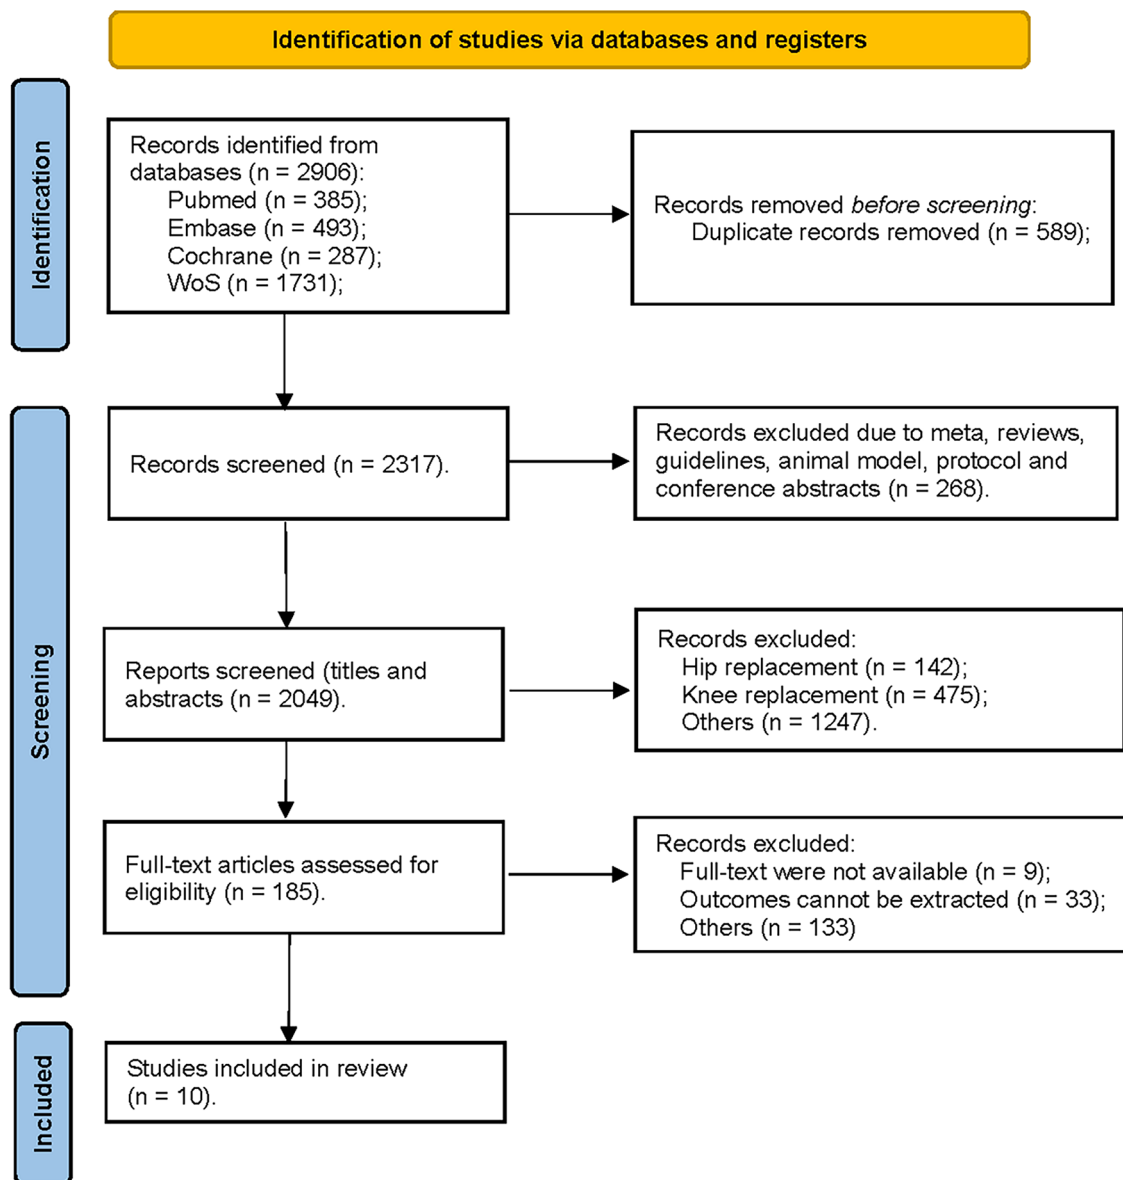 Identification of studies via databases and registers
Identification
Records identified from
databases (n = 2906):
Pubmed (n = 385);
Embase (n = 493);
Cochrane (n = 287);
WoS (n = 1731);
Records removed before screening:
Duplicate records removed (n = 589);
Screening
Records screened (n = 2317).
Records excluded due to meta, reviews,
guidelines, animal model, protocol and
conference abstracts (n = 268).
Reports screened (titles and
abstracts (n = 2049).
Records excluded:
Hip replacement (n = 142);
Knee replacement (n = 475);
Others (n = 1247).
Full-text articles assessed for
eligibility (n = 185).
Records excluded:
Full-text were not available (n = 9);
Outcomes cannot be extracted (n = 33);
Others (n = 133)
Included
Studies included in review
(n = 10).